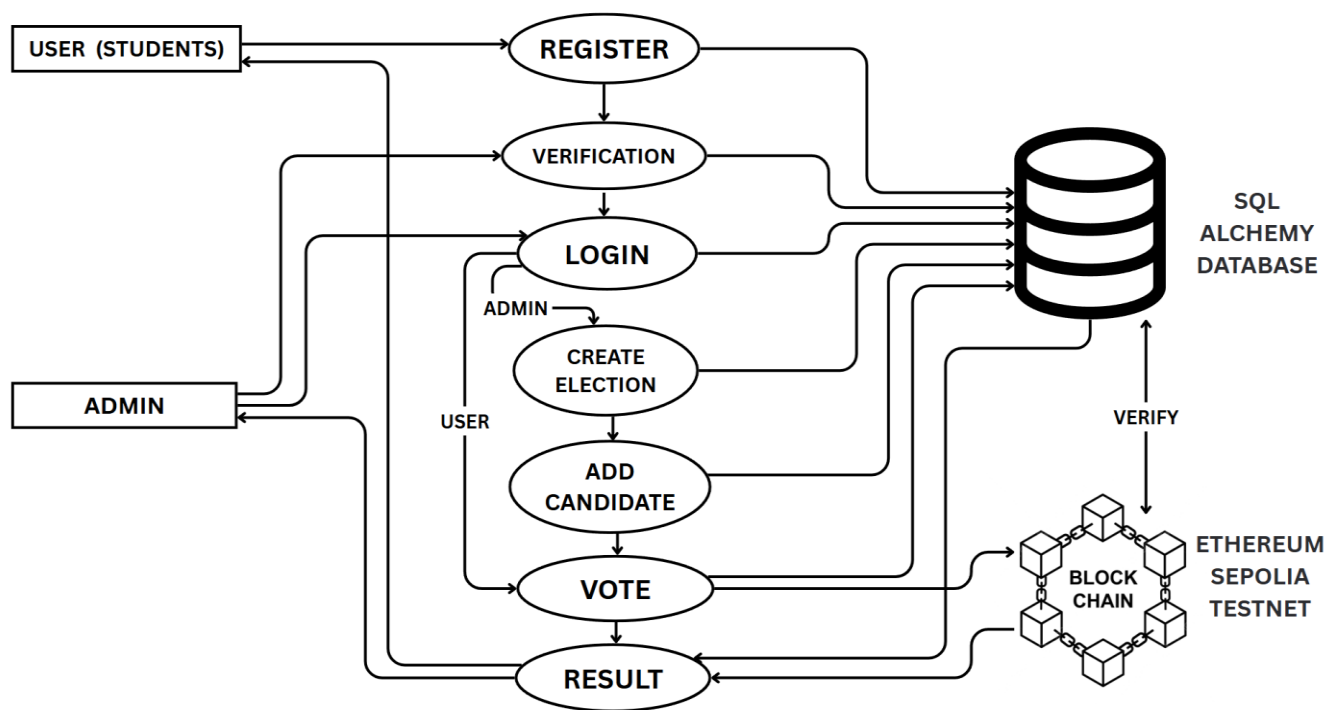 USER (STUDENTS)
REGISTER
VERIFICATION
LOGIN
SQL
ALCHEMY
DATABASE
ADMIN
CREATE
ELECTION
ADMIN
USER
VERIFY
ADD
CANDIDATE
VOTE
BLOCK
CHAIN
ETHEREUM
SEPOLIA
TESTNET
RESULT